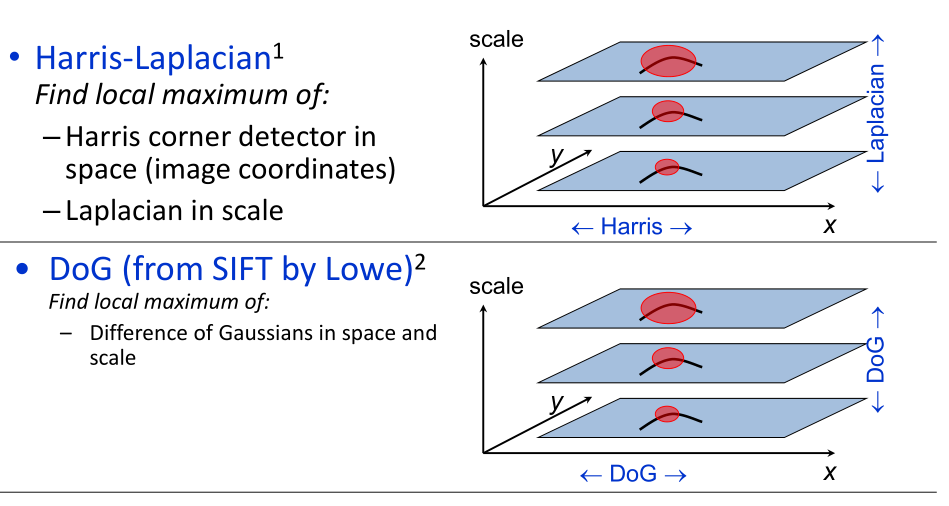 • Harris-Laplacian1
Find local maximum of:
– Harris corner detector in
space (image coordinates)
– Laplacian in scale
scale
y
x
← Harris →
← Laplacian →
• DoG (from SIFT by Lowe)2
Find local maximum of:
– Difference of Gaussians in space and
scale
scale
y
x
← DoG →
← DoG →